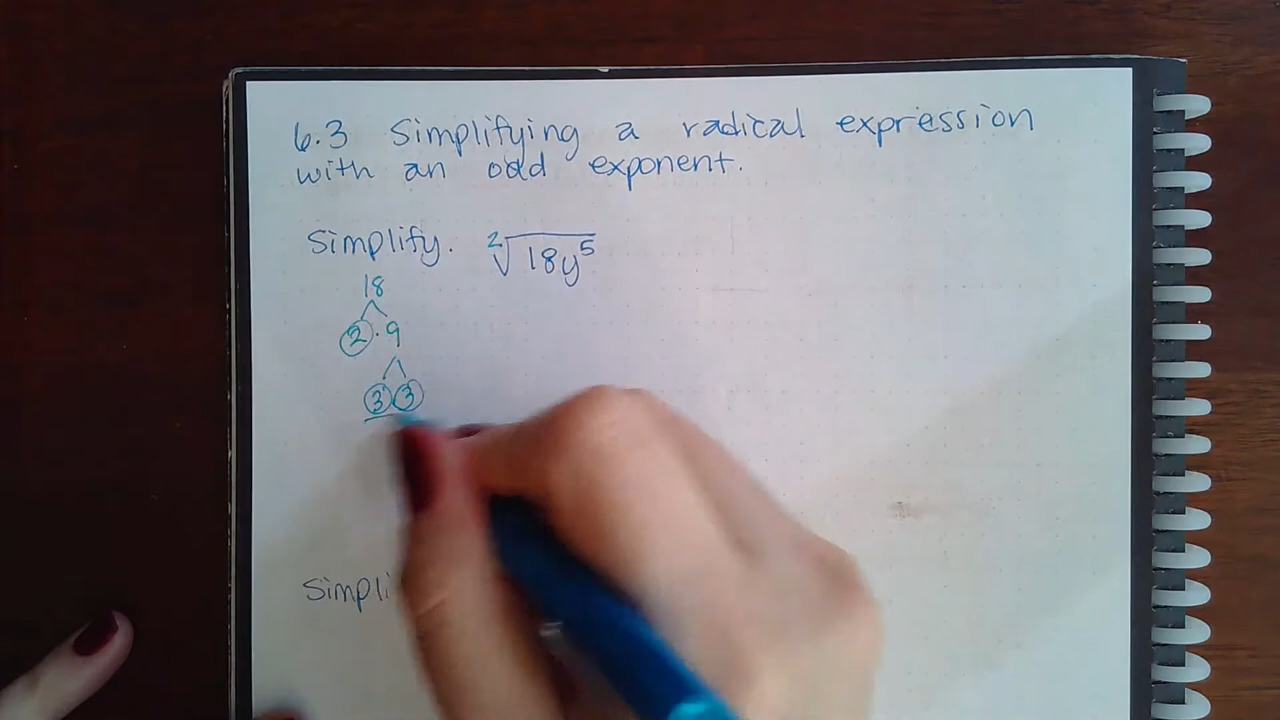 6.3 Simplifying a radical expression
with an odd exponent.
Simplify. ²√18y⁵
18
2 · 9
3 3
Simpli